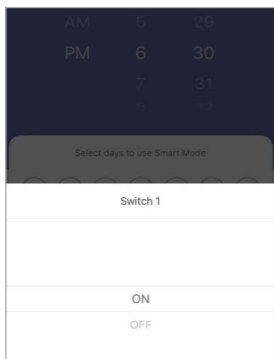 AM 5 29
PM 6 30
7 31
Select days to use Smart Mode
Switch 1
ON
OFF